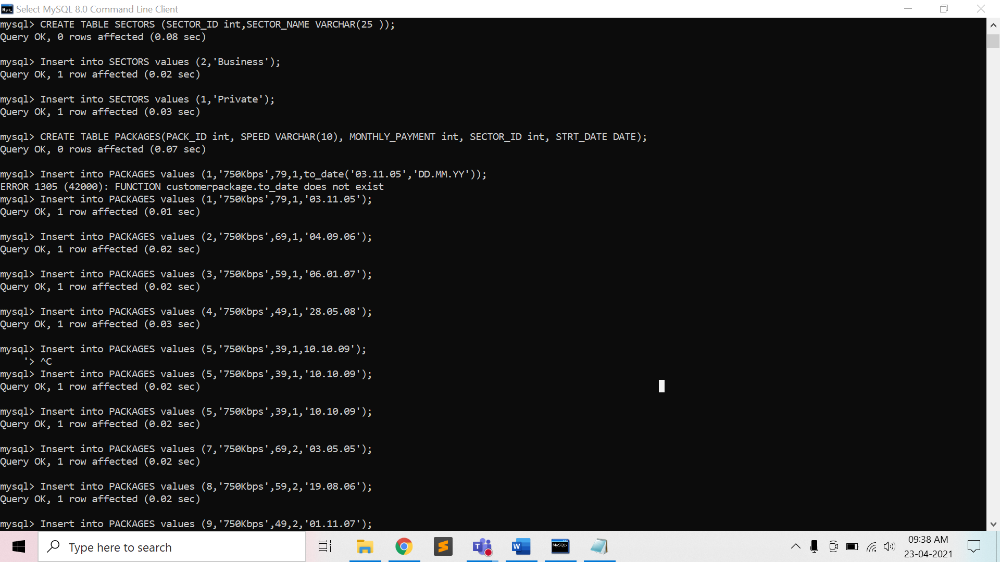 Select MySQL 8.0 Command Line Client
mysql> CREATE TABLE SECTORS (SECTOR_ID int,SECTOR_NAME VARCHAR(25 ));
Query OK, 0 rows affected (0.08 sec)
mysql> Insert into SECTORS values (2,'Business');
Query OK, 1 row affected (0.02 sec)
mysql> Insert into SECTORS values (1,'Private');
Query OK, 1 row affected (0.03 sec)
mysql> CREATE TABLE PACKAGES(PACK_ID int, SPEED VARCHAR(10), MONTHLY_PAYMENT int, SECTOR_ID int, STRT_DATE DATE);
Query OK, 0 rows affected (0.07 sec)
mysql> Insert into PACKAGES values (1,'750Kbps',79,1,to_date('03.11.05','DD.MM.YY'));
ERROR 1305 (42000): FUNCTION customerpackage.to_date does not exist
mysql> Insert into PACKAGES values (1,'750Kbps',79,1,'03.11.05');
Query OK, 1 row affected (0.01 sec)
mysql> Insert into PACKAGES values (2,'750Kbps',69,1,'04.09.06');
Query OK, 1 row affected (0.02 sec)
mysql> Insert into PACKAGES values (3,'750Kbps',59,1,'06.01.07');
Query OK, 1 row affected (0.02 sec)
mysql> Insert into PACKAGES values (4,'750Kbps',49,1,'28.05.08');
Query OK, 1 row affected (0.03 sec)
mysql> Insert into PACKAGES values (5,'750Kbps',39,1,10.10.09');
'> ^C
mysql> Insert into PACKAGES values (5,'750Kbps',39,1,'10.10.09');
Query OK, 1 row affected (0.02 sec)
mysql> Insert into PACKAGES values (5,'750Kbps',39,1,'10.10.09');
Query OK, 1 row affected (0.02 sec)
mysql> Insert into PACKAGES values (7,'750Kbps',69,2,'03.05.05');
Query OK, 1 row affected (0.02 sec)
mysql> Insert into PACKAGES values (8,'750Kbps',59,2,'19.08.06');
Query OK, 1 row affected (0.02 sec)
mysql> Insert into PACKAGES values (9,'750Kbps',49,2,'01.11.07');
Type here to search
09:38 AM
23-04-2021